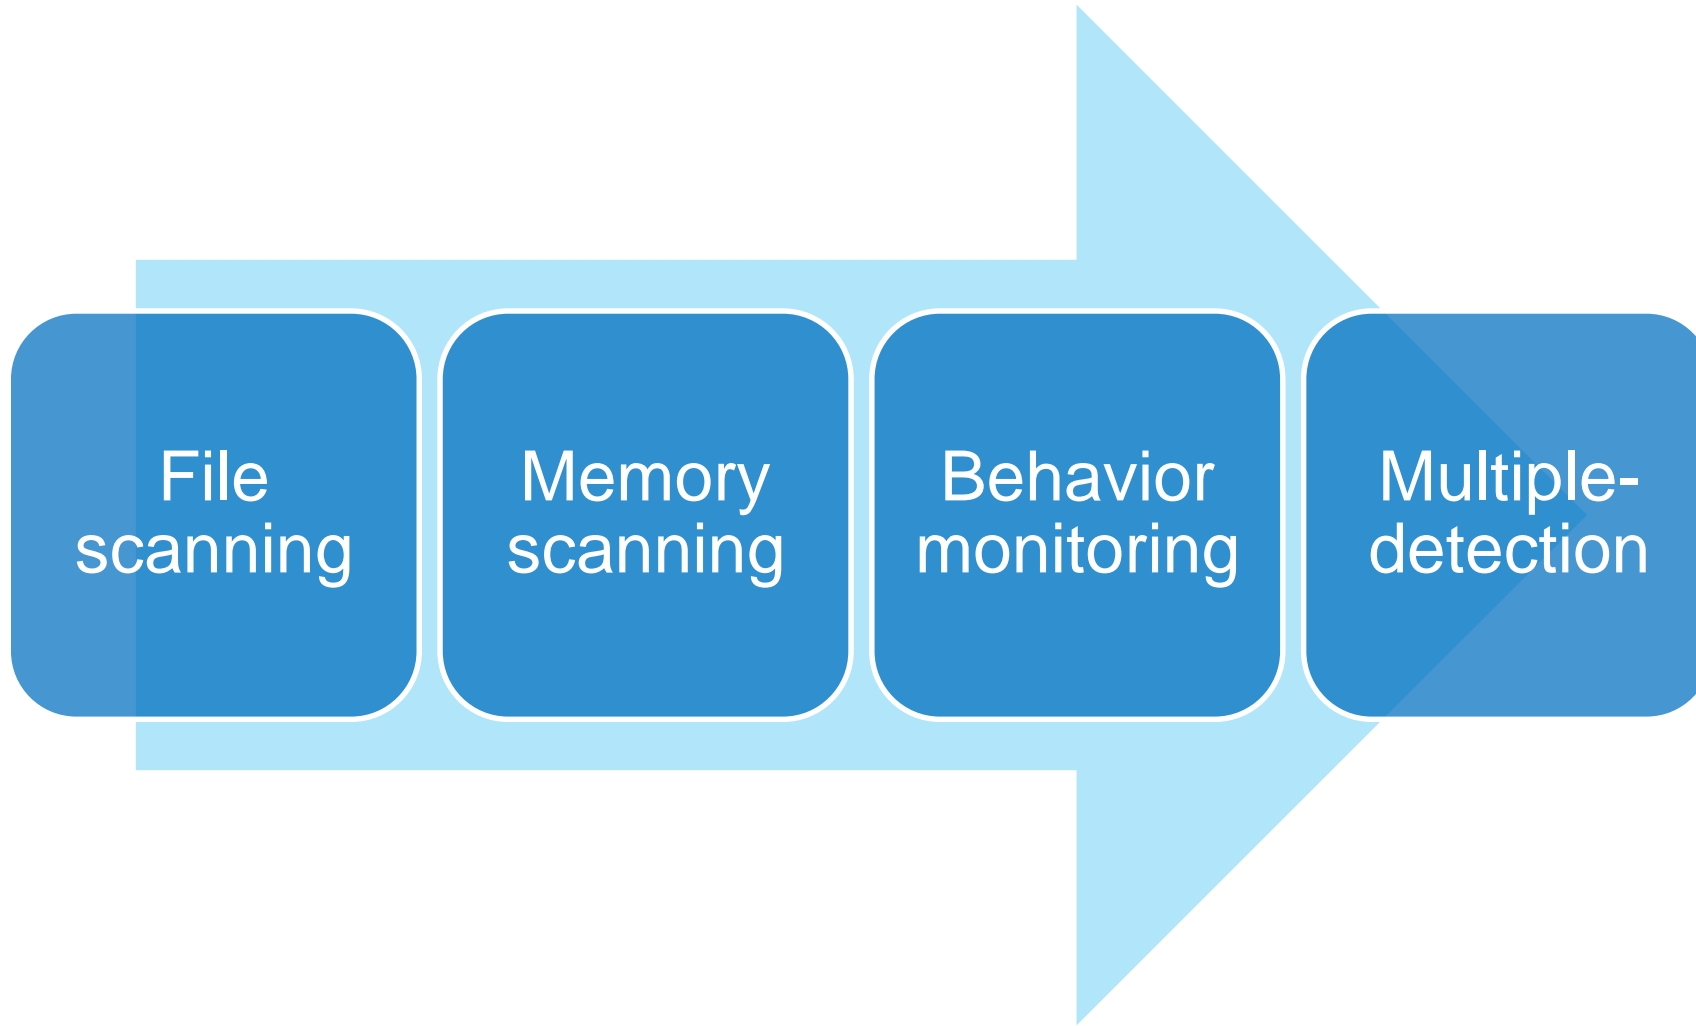 File
scanning
Memory
scanning
Behavior
monitoring
Multiple-
detection